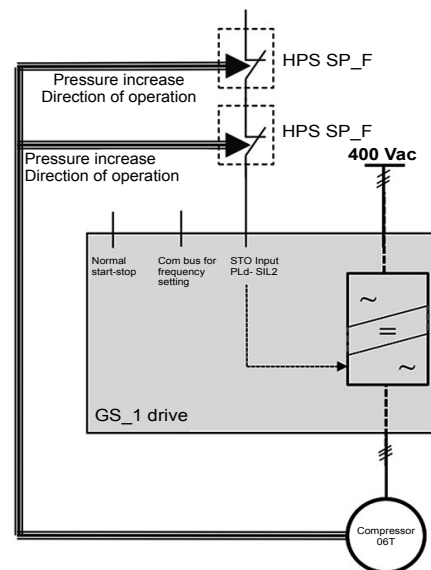 HPS SP_F
Pressure increase
Direction of operation
HPS SP_F
Pressure increase
Direction of operation
400 Vac
Normal
start-stop
Com bus for
frequency
setting
STO Input
PLd- SIL2
~
=
~
GS_1 drive
Compressor
06T